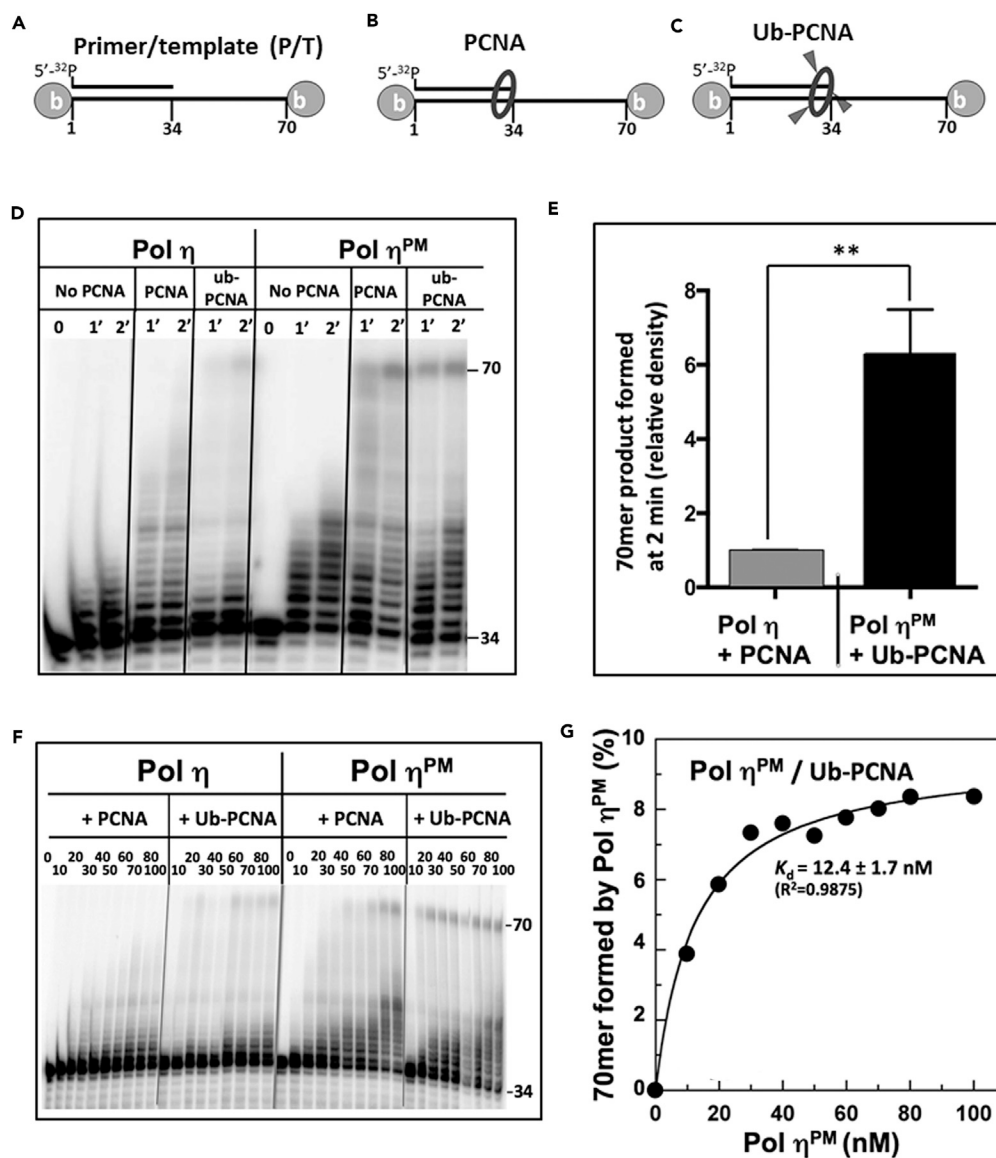 A
Primer/template (P/T)
5'-32P
b
b
1
34
70
B
PCNA
5'-32P
b
b
1
34
70
C
Ub-PCNA
5'-32P
b
b
1
34
70
D
Pol η
Pol ηPM
No PCNA
PCNA
ub-PCNA
No PCNA
PCNA
ub-PCNA
0 1' 2' 1' 2' 1' 2' 0 1' 2' 1' 2' 1' 2'
70
34
E
**
70mer product formed
at 2 min (relative density)
8
6
4
2
0
Pol η
+ PCNA
Pol ηPM
+ Ub-PCNA
F
Pol η
Pol ηPM
+ PCNA
+ Ub-PCNA
+ PCNA
+ Ub-PCNA
0 20 40 60 80 20 40 60 80 0 20 40 60 80 20 40 60 80
10 30 50 70 100 10 30 50 70 100 10 30 50 70 100 10 30 50 70 100
-70
-34
G
70mer formed by Pol ηPM (%)
10
8
6
4
2
0
Pol ηPM / Ub-PCNA
Kd = 12.4 ± 1.7 nM
(R2=0.9875)
0 20 40 60 80 100
Pol ηPM (nM)